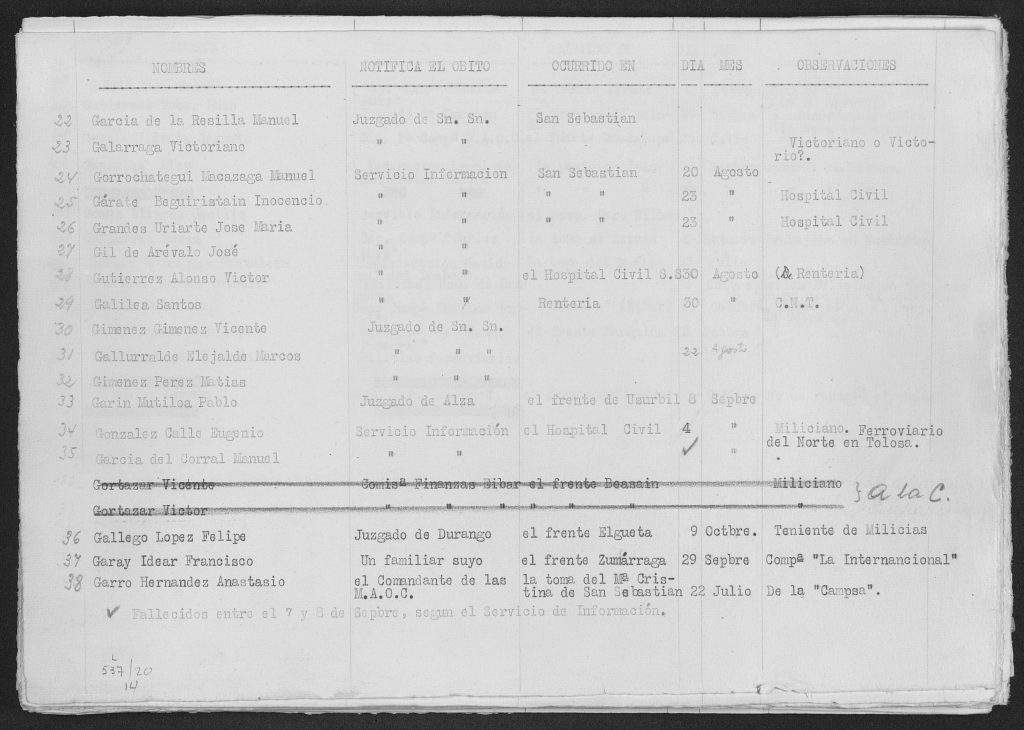 NOMBRES NOTIFICA EL OBITO OCURRIDO EN DIA MES OBSERVACIONES
22 Garcia de la Resilla Manuel Juzgado de Sn. Sn. San Sebastian
23 Galarraga Victoriano " " Victoriano o Victo-
rio?.
24 Gorrochategui Macazaga Manuel Servicio Informacion San Sebastian 20 Agosto
25 Gárate Beguiristain Inocencio " " " " 23 " Hospital Civil
26 Grandes Uriarte Jose Maria " " " " 23 " Hospital Civil
27 Gil de Arévalo José " "
28 Gutierrez Alonso Victor " " el Hospital Civil S.S 30 Agosto (Renteria)
29 Galilea Santos " " Renteria 30 " C.N.T.
30 Gimenez Gimenez Vicente Juzgado de Sn. Sn.
31 Gallurralde Elejalde Marcos " " " 22 Agosto
32 Gimenez Perez Matias " " "
33 Garin Mutiloa Pablo Juzgado de Alza el frente de Usurbil 8 Sepbre
34 Gonzalez Calle Eugenio Servicio Información el Hospital Civil 4 " Miliciano. Ferroviario
del Norte en Tolosa.
35 Garcia del Corral Manuel " " ✓ " .
Gortazar Vicente Comisª Finanzas Eibar el frente Beasain Miliciano
} A la C.
Gortazar Victor " " " " " " "
36 Gallego Lopez Felipe Juzgado de Durango el frente Elgueta 9 Octbre. Teniente de Milicias
37 Garay Idear Francisco Un familiar suyo el frente Zumárraga 29 Sepbre Compª "La Internancional"
38 Garro Hernandez Anastasio el Comandante de las la toma del Mª Cris-
M.A.O.C. tina de San Sebastian 22 Julio De la "Campsa".
✓ Fallecidos entre el 7 y 8 de Sepbre, segun el Servicio de Información.
L
537/20
14